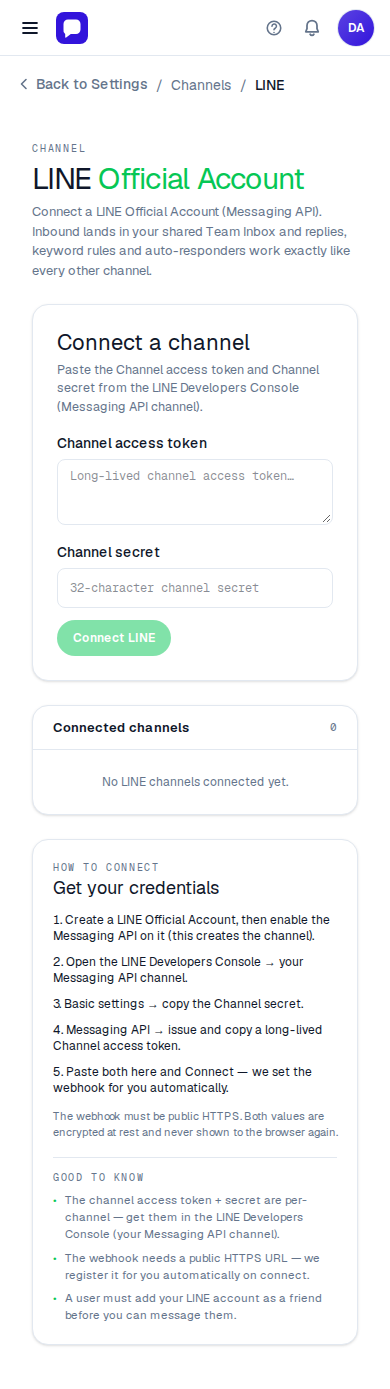 DA
Back to Settings / Channels / LINE
CHANNEL
LINE Official Account
Connect a LINE Official Account (Messaging API).
Inbound lands in your shared Team Inbox and replies,
keyword rules and auto-responders work exactly like
every other channel.
Connect a channel
Paste the Channel access token and Channel
secret from the LINE Developers Console
(Messaging API channel).
Channel access token
Long-lived channel access token…
Channel secret
32-character channel secret
Connect LINE
Connected channels 0
No LINE channels connected yet.
HOW TO CONNECT
Get your credentials
1. Create a LINE Official Account, then enable the
Messaging API on it (this creates the channel).
2. Open the LINE Developers Console → your
Messaging API channel.
3. Basic settings → copy the Channel secret.
4. Messaging API → issue and copy a long-lived
Channel access token.
5. Paste both here and Connect — we set the
webhook for you automatically.
The webhook must be public HTTPS. Both values are
encrypted at rest and never shown to the browser again.
GOOD TO KNOW
• The channel access token + secret are per-
channel — get them in the LINE Developers
Console (your Messaging API channel).
• The webhook needs a public HTTPS URL — we
register it for you automatically on connect.
• A user must add your LINE account as a friend
before you can message them.